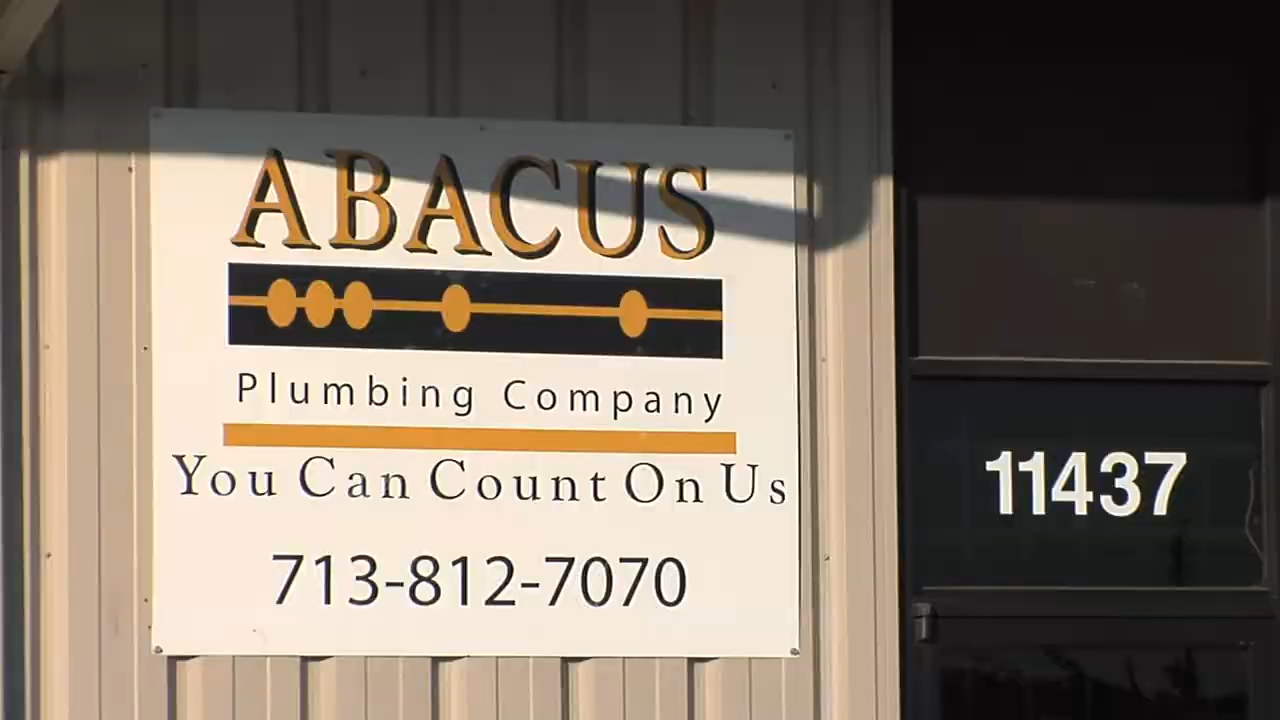 ABACUS
Plumbing Company
You Can Count On Us
713-812-7070
11437